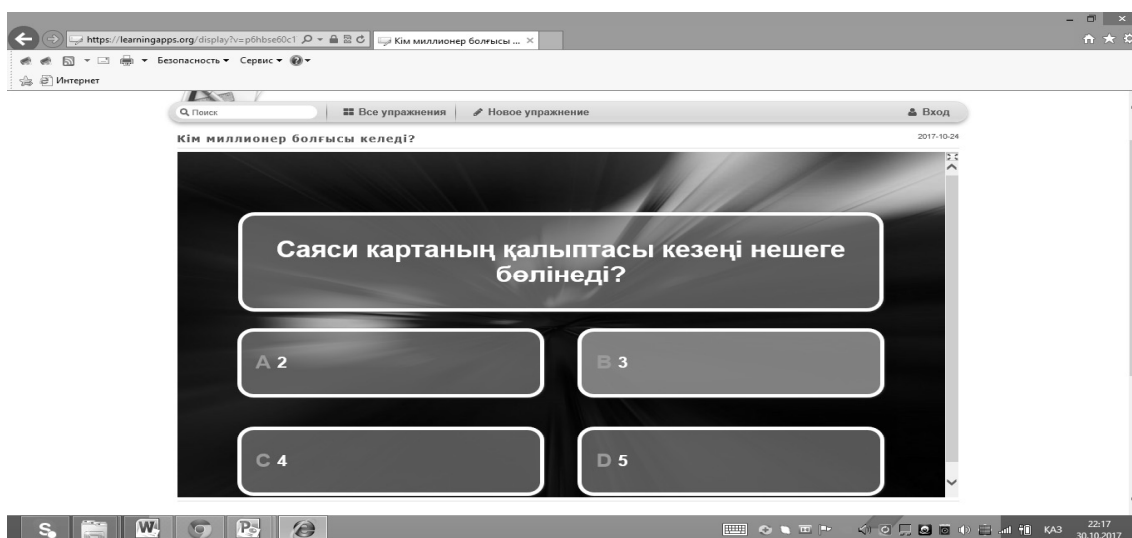 https://learningapps.org/display?v=p6hbse60c1
Кім миллионер болғысы ...
Безопасность Сервис
Интернет
Поиск
Все упражнения
Новое упражнение
Вход
Кім миллионер болғысы келеді?
2017-10-24
Саяси картаның қалыптасы кезеңі нешеге
бөлінеді?
A 2
B 3
C 4
D 5
ҚАЗ
22:17
30.10.2017